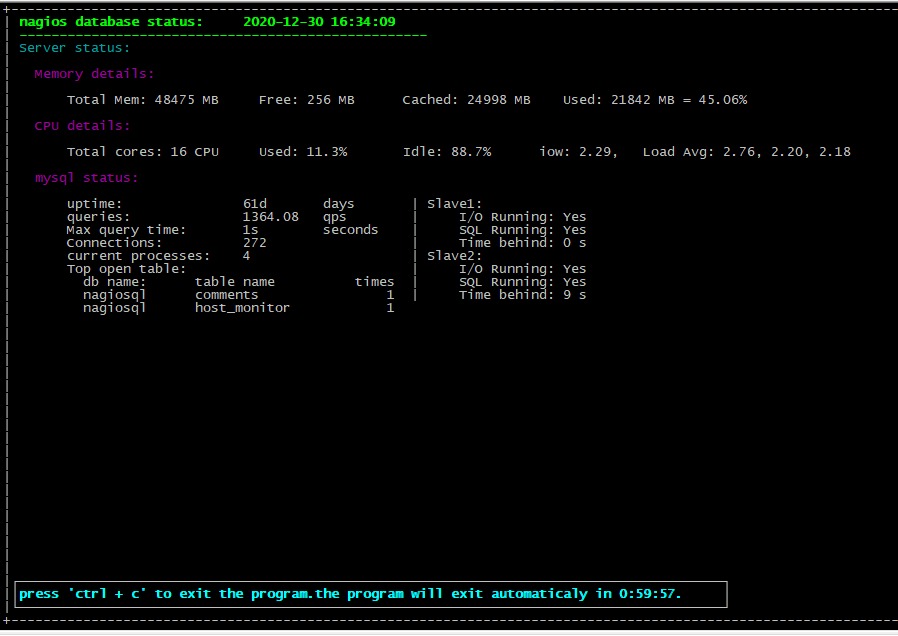 nagios database status: 2020-12-30 16:34:09
Server status:
Memory details:
Total Mem: 48475 MB Free: 256 MB Cached: 24998 MB Used: 21842 MB = 45.06%
CPU details:
Total cores: 16 CPU Used: 11.3% Idle: 88.7% iow: 2.29, Load Avg: 2.76, 2.20, 2.18
mysql status:
uptime: 61d days | Slave1:
queries: 1364.08 qps | I/O Running: Yes
Max query time: 1s seconds | SQL Running: Yes
Connections: 272 | Time behind: 0 s
current processes: 4 | Slave2:
Top open table: | I/O Running: Yes
db name: table name times | SQL Running: Yes
nagiosql comments 1 | Time behind: 9 s
nagiosql host_monitor 1
press 'ctrl + c' to exit the program.the program will exit automaticaly in 0:59:57.